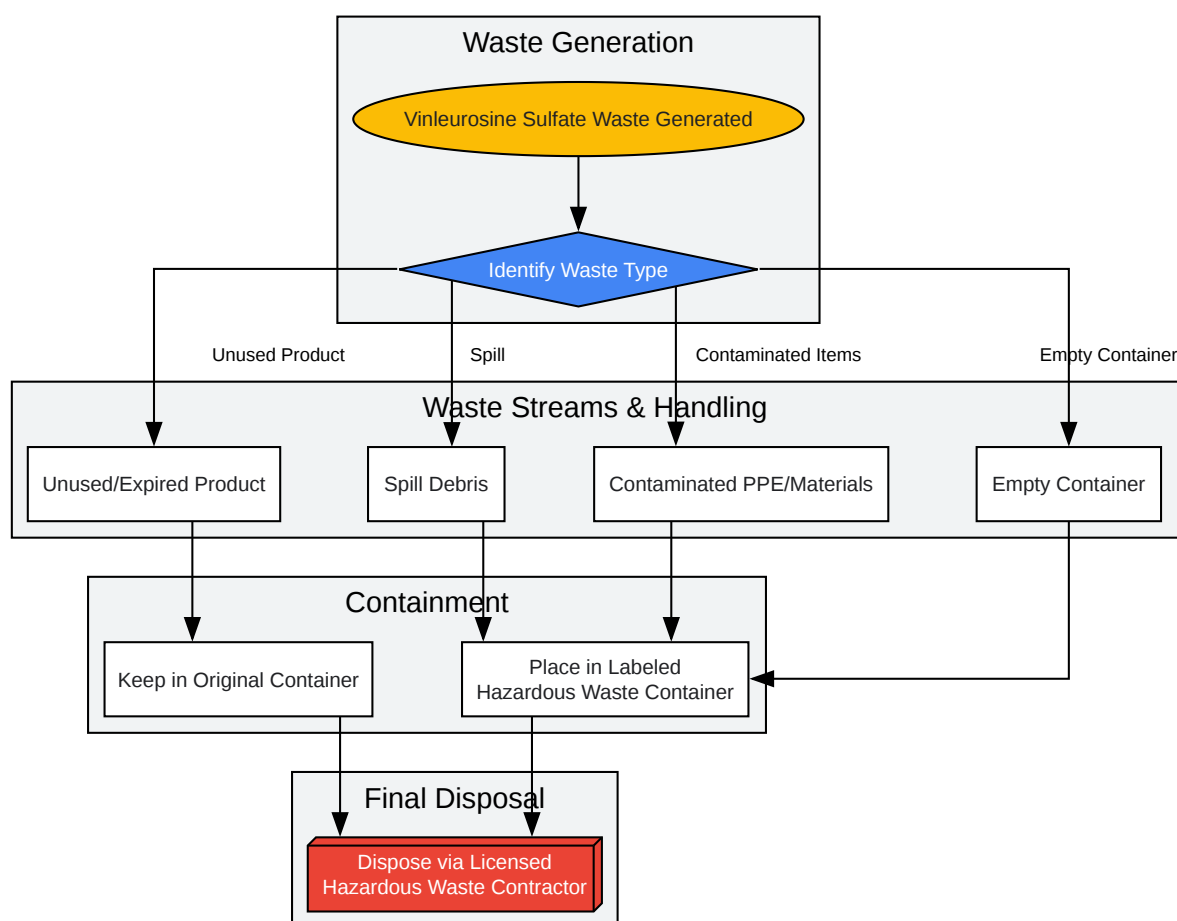 Waste Generation
Vinleurosine Sulfate Waste Generated
Identify Waste Type
Unused Product
Spill
Contaminated Items
Empty Container
Waste Streams & Handling
Unused/Expired Product
Spill Debris
Contaminated PPE/Materials
Empty Container
Containment
Keep in Original Container
Place in Labeled
Hazardous Waste Container
Final Disposal
Dispose via Licensed
Hazardous Waste Contractor